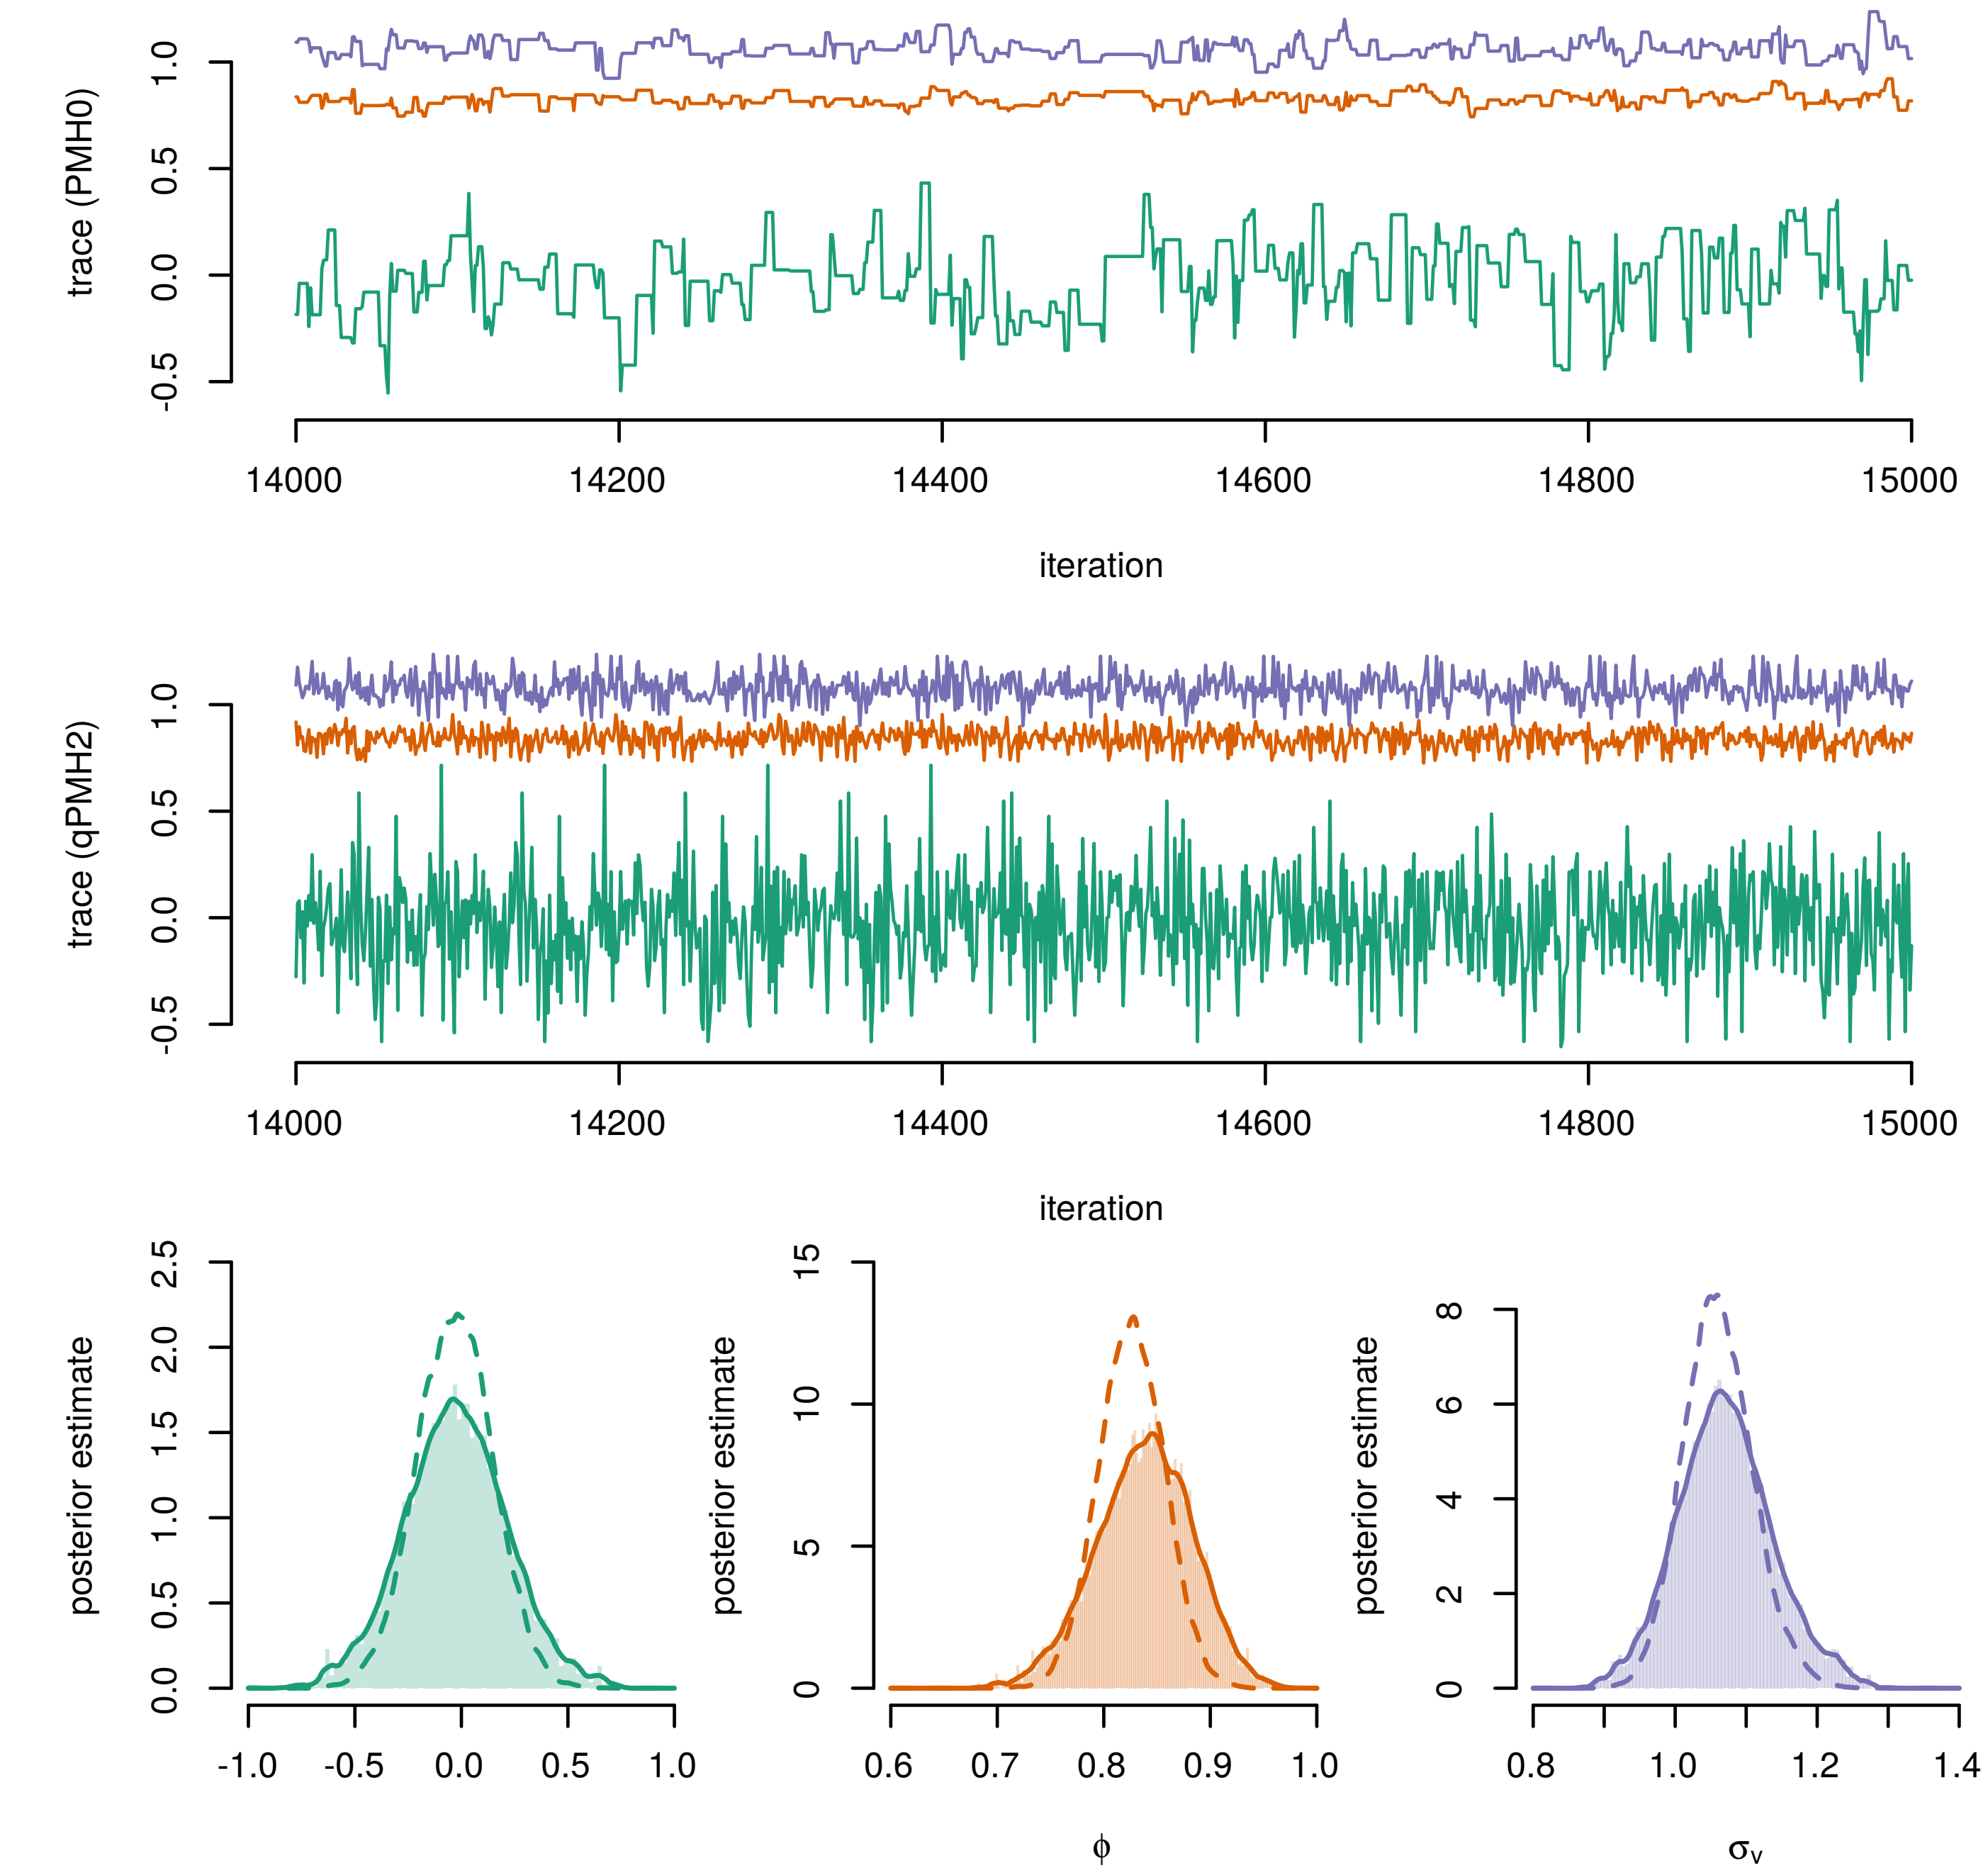 trace (PMH0)
1.0
0.5
0.0
-0.5
14000 14200 14400 14600 14800 15000
iteration
trace (qPMH2)
1.0
0.5
0.0
-0.5
14000 14200 14400 14600 14800 15000
iteration
posterior estimate
2.5
2.0
1.5
1.0
0.5
0.0
-1.0 -0.5 0.0 0.5 1.0
posterior estimate
15
10
5
0
0.6 0.7 0.8 0.9 1.0
ϕ
posterior estimate
8
6
4
2
0
0.8 1.0 1.2 1.4
σv